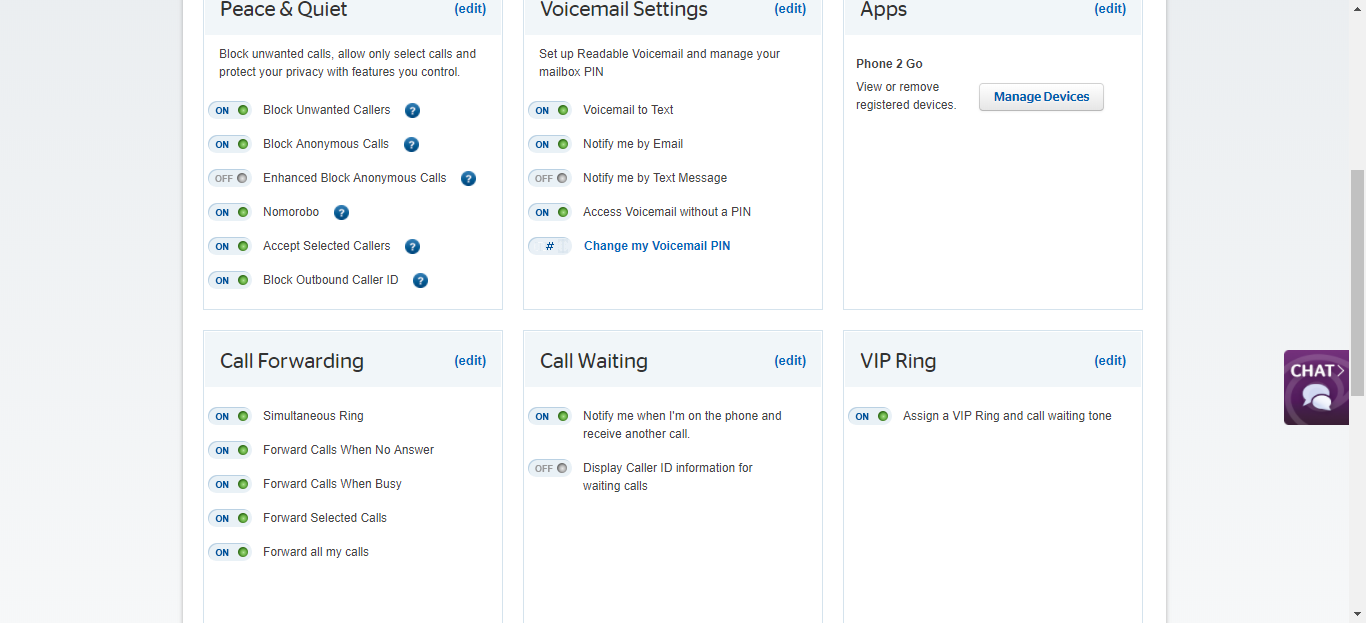 Peace & Quiet
(edit)
Block unwanted calls, allow only select calls and
protect your privacy with features you control.
ON Block Unwanted Callers ?
ON Block Anonymous Calls ?
OFF Enhanced Block Anonymous Calls ?
ON Nomorobo ?
ON Accept Selected Callers ?
ON Block Outbound Caller ID ?
Voicemail Settings
(edit)
Set up Readable Voicemail and manage your
mailbox PIN
ON Voicemail to Text
ON Notify me by Email
OFF Notify me by Text Message
ON Access Voicemail without a PIN
# Change my Voicemail PIN
Apps
(edit)
Phone 2 Go
View or remove
registered devices.
Manage Devices
Call Forwarding
(edit)
ON Simultaneous Ring
ON Forward Calls When No Answer
ON Forward Calls When Busy
ON Forward Selected Calls
ON Forward all my calls
Call Waiting
(edit)
ON Notify me when I'm on the phone and
receive another call.
OFF Display Caller ID information for
waiting calls
VIP Ring
(edit)
ON Assign a VIP Ring and call waiting tone
CHAT>